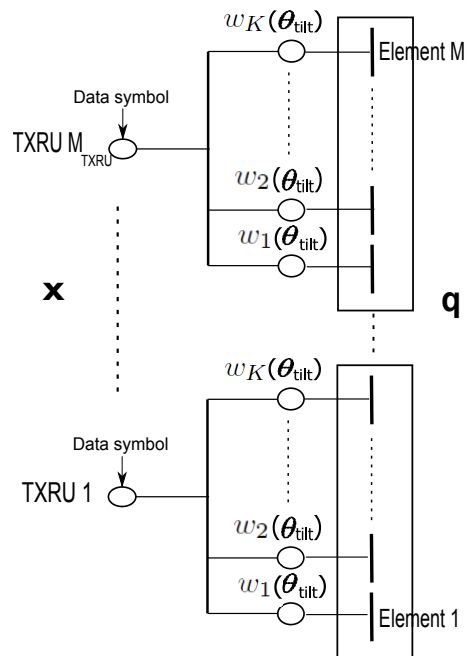 w_K(θ_tilt)
Element M
Data symbol
TXRU M_TXRU
w_2(θ_tilt)
w_1(θ_tilt)
x
q
w_K(θ_tilt)
Data symbol
TXRU 1
w_2(θ_tilt)
w_1(θ_tilt)
Element 1